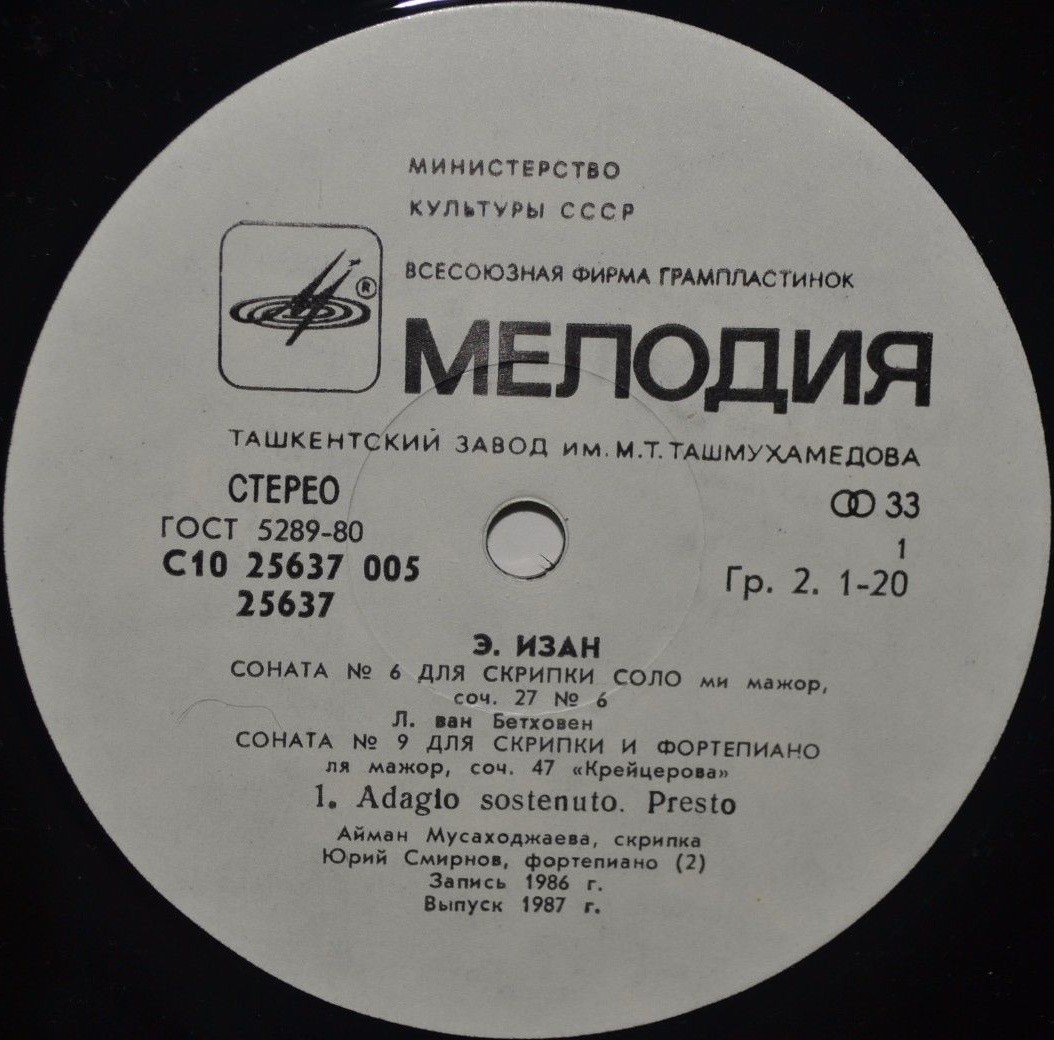 МИНИСТЕРСТВО
КУЛЬТУРЫ СССР
ВСЕСОЮЗНАЯ ФИРМА ГРАМПЛАСТИНОК
®
МЕЛОДИЯ
ТАШКЕНТСКИЙ ЗАВОД ИМ. М.Т. ТАШМУХАМЕДОВА
СТЕРЕО
33
ГОСТ 5289-80
1
С10 25637 005
Гр. 2. 1-20
25637
Э. ИЗАН
СОНАТА № 6 ДЛЯ СКРИПКИ СОЛО ми мажор,
соч. 27 № 6
Л. ван Бетховен
СОНАТА № 9 ДЛЯ СКРИПКИ И ФОРТЕПИАНО
ля мажор, соч. 47 «Крейцерова»
1. Adagio sostenuto. Presto
Айман Мусаходжаева, скрипка
Юрий Смирнов, фортепиано (2)
Запись 1986 г.
Выпуск 1987 г.